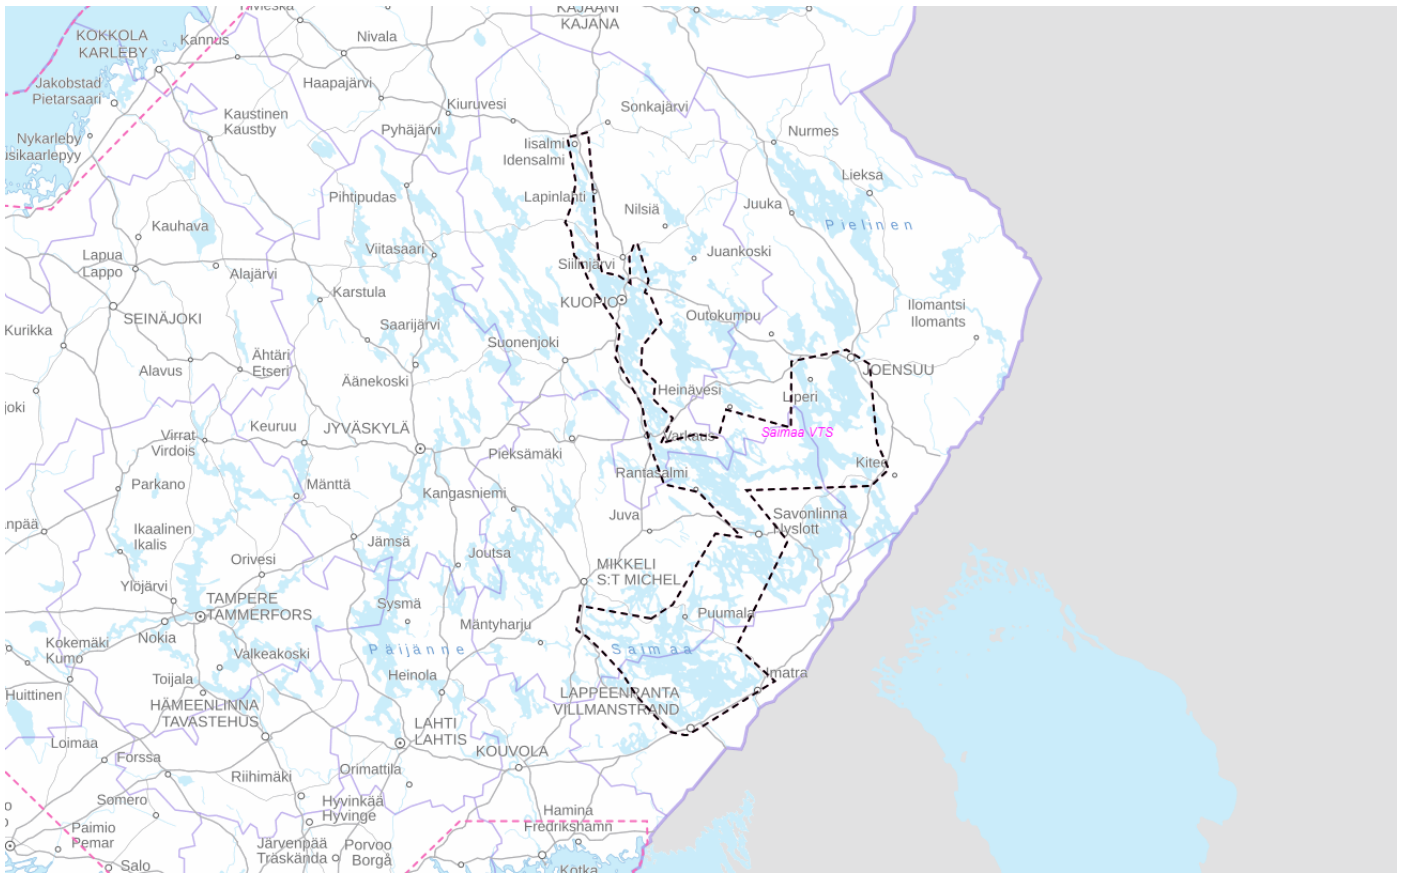 KAJAANI
KAJANA
KOKKOLA
KARLEBY
Kannus
Nivala
Haapajärvi
Jakobstad
Pietarsaari
Kiuruvesi
Sonkajärvi
Kaustinen
Kaustby
Pyhäjärvi
Nurmes
Nykarleby
Iisalmi
Idensalmi
Lieksa
Pihtipudas
Lapinlahti
Nilsiä
Juuka
Kauhava
Pielinen
Viitasaari
Juankoski
Lapua
Lappo
Siilinjärvi
Alajärvi
Karstula
KUOPIO
Ilomantsi
Ilomants
SEINÄJOKI
Outokumpu
Kurikka
Saarijärvi
Suonenjoki
Ähtäri
Etseri
Alavus
Äänekoski
JOENSUU
Heinävesi
Liperi
joki
Keuruu
JYVÄSKYLÄ
Virrat
Virdois
Varkaus
Saimaa VTS
Pieksämäki
Kitee
Rantasalmi
Parkano
Mänttä
Kangasniemi
Juva
Savonlinna
Nyslott
npää
Ikaalinen
Ikalis
Jämsä
Joutsa
Orivesi
MIKKELI
S:T MICHEL
Ylöjärvi
TAMPERE
TAMMERFORS
Sysmä
Puumala
Nokia
Mäntyharju
Kokemäki
Kumo
Valkeakoski
Päijänne
Saimaa
Toijala
Heinola
Imatra
Huittinen
HÄMEENLINNA
TAVASTEHUS
LAPPEENRANTA
VILLMANSTRAND
LAHTI
LAHTIS
Loimaa
Forssa
KOUVOLA
Riihimäki
Orimattila
Somero
Hyvinkää
Hyvinge
Hamina
Fredrikshamn
Paimio
Pemar
Järvenpää
Träskända
Porvoo
Borgå
Salo
Kotka